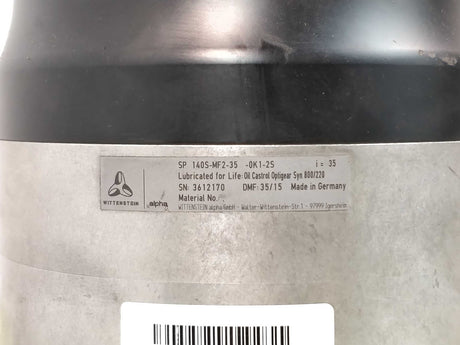 SP 140S-MF2-35 -0K1-2S i = 35
Lubricated for Life: Oil Castrol Optigear Syn 800/220
SN: 3612170 DMF: 35/15 Made in Germany
Material No.:
WITTENSTEIN alpha GmbH - Walter-Wittenstein-Str.1 - 97999 Igersheim
WITTENSTEIN
alpha